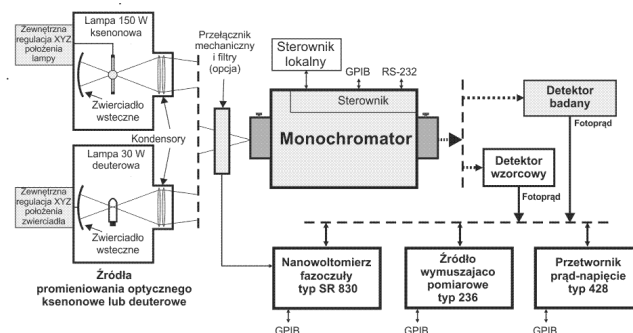 Zewnętrzna
regulacja XYZ
położenia
lampy
Lampa 150 W
ksenonowa
Zwierciadło
wsteczne
Kondensory
Lampa 30 W
deuterowa
Zewnętrzna
regulacja XYZ
położenia
zwierciadła
Zwierciadło
wsteczne
Źródła
promieniowania optycznego
ksenonowe lub deuterowe
Przełącznik
mechaniczny
i filtry
(opcja)
Sterownik
lokalny
GPIB
RS-232
Sterownik
Monochromator
Detektor
badany
Fotoprąd
Detektor
wzorcowy
Fotoprąd
Nanowoltomierz
fazoczuły
typ SR 830
GPIB
Źródło
wymuszajaco
pomiarowe
typ 236
GPIB
Przetwornik
prąd-napięcie
typ 428
GPIB